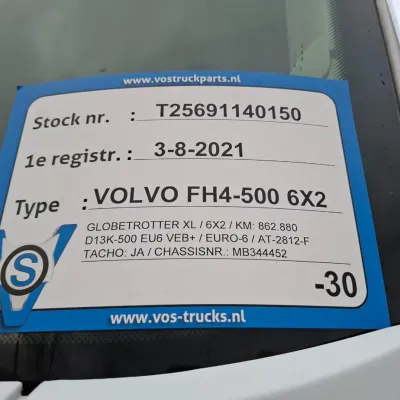 www.vostruckparts.nl
Stock nr. : T25691140150
1e registr. : 3-8-2021
Type : VOLVO FH4-500 6X2
GLOBETROTTER XL / 6X2 / KM: 862.880
D13K-500 EU6 VEB+ / EURO-6 / AT-2812-F
TACHO: JA / CHASSISNR.: MB344452
VOS
-30
www.vos-trucks.nl